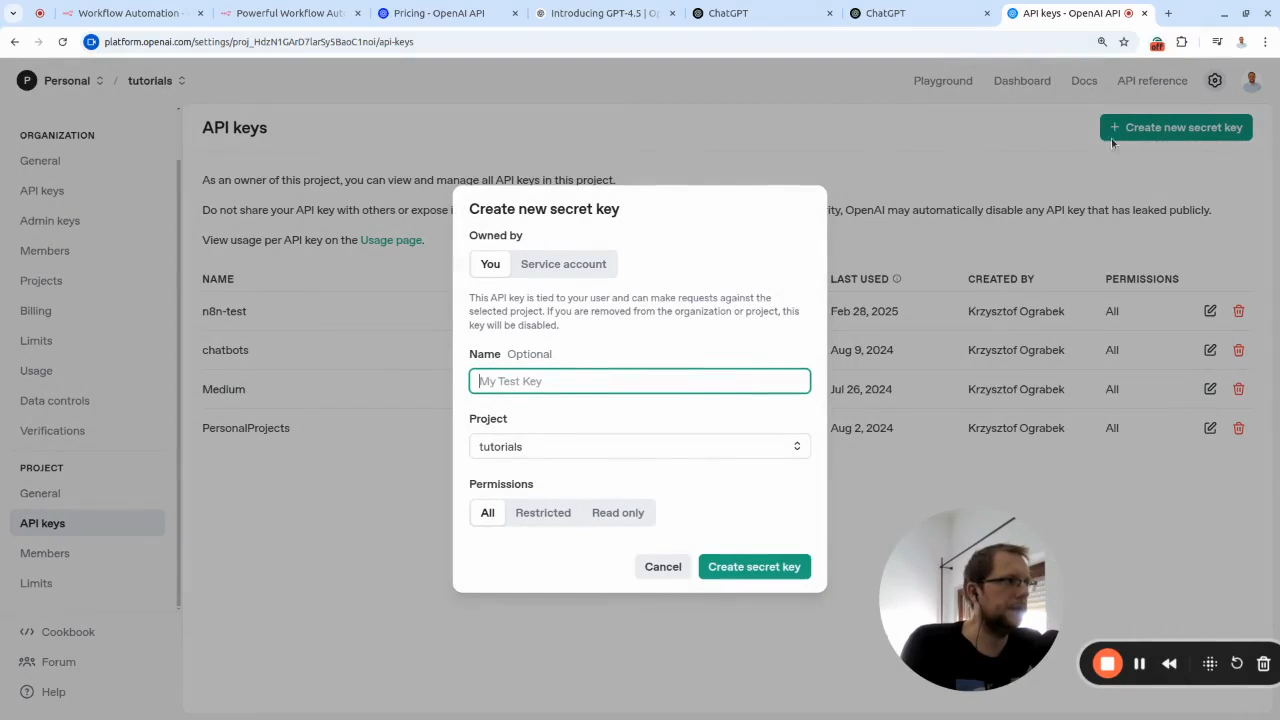 Workflow Automation -
Powerful Workflow Auto
Pricing - OpenAI API
Introducing GPT-4.5 | Op
ChatGPT
ChatGPT
API keys - OpenAI API
platform.openai.com/settings/proj_HdzN1GArD7larSy5BaoC1noi/api-keys
off
P Personal / tutorials
Playground
Dashboard
Docs
API reference
ORGANIZATION
General
API keys
Admin keys
Members
Projects
Billing
Limits
Usage
Data controls
Verifications
PROJECT
General
API keys
Members
Limits
Cookbook
Forum
Help
API keys
+ Create new secret key
As an owner of this project, you can view and manage all API keys in this project.
Do not share your API key with others or expose i
ity, OpenAI may automatically disable any API key that has leaked publicly.
View usage per API key on the Usage page.
NAME LAST USED CREATED BY PERMISSIONS
n8n-test Feb 28, 2025 Krzysztof Ograbek All
chatbots Aug 9, 2024 Krzysztof Ograbek All
Medium Jul 26, 2024 Krzysztof Ograbek All
PersonalProjects Aug 2, 2024 Krzysztof Ograbek All
Create new secret key
Owned by
You Service account
This API key is tied to your user and can make requests against the
selected project. If you are removed from the organization or project, this
key will be disabled.
Name Optional
My Test Key
Project
tutorials
Permissions
All Restricted Read only
Cancel Create secret key